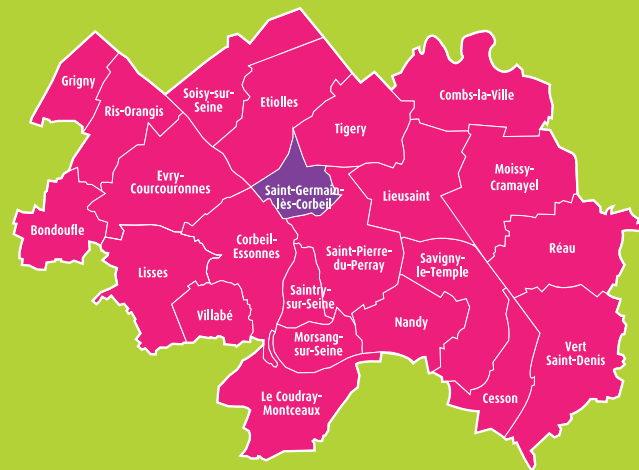 Grigny
Ris-Orangis
Soisy-sur-
Seine
Etiolles
Tigery
Combs-la-Ville
Evry-
Courcouronnes
Saint-Germain-
lès-Corbeil
Lieusaint
Moissy-
Cramayel
Bondoufle
Lisses
Corbeil-
Essonnes
Saint-Pierre-
du-Perray
Savigny-
le-Temple
Réau
Villabé
Saintry-
sur-Seine
Morsang-
sur-Seine
Nandy
Vert
Saint-Denis
Le Coudray-
Montceaux
Cesson